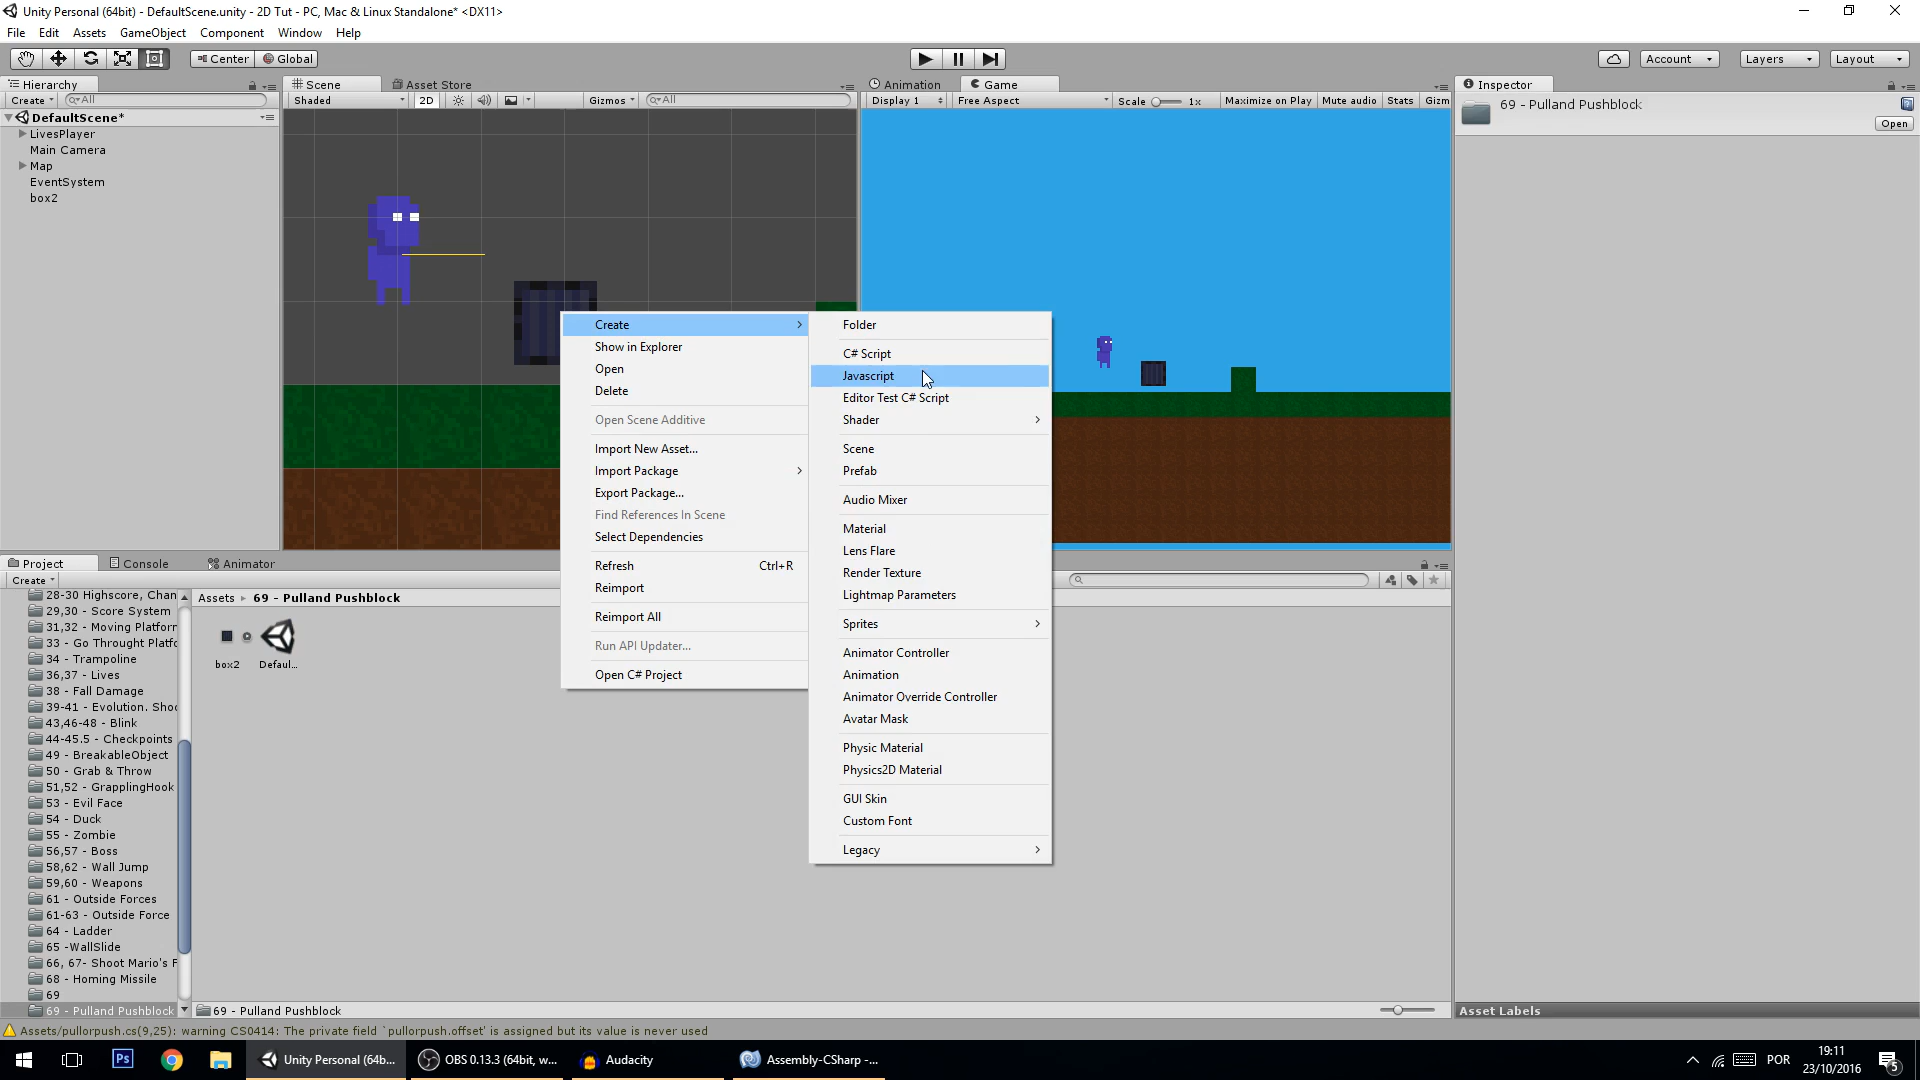 Unity Personal (64bit) - DefaultScene.unity - 2D Tut - PC, Mac & Linux Standalone* <DX11>
File Edit Assets GameObject Component Window Help
Center Global Account Layers Layout
Hierarchy
Create All
DefaultScene*
LivesPlayer
Main Camera
Map
EventSystem
box2
Scene Asset Store
Shaded 2D Gizmos All
Animation Game
Display 1 Free Aspect Scale 1x Maximize on Play Mute audio Stats Gizm
Inspector
69 - Pulland Pushblock
Open
Create
Show in Explorer
Open
Delete
Open Scene Additive
Import New Asset...
Import Package
Export Package...
Find References In Scene
Select Dependencies
Refresh Ctrl+R
Reimport
Reimport All
Run API Updater...
Open C# Project
Folder
C# Script
Javascript
Editor Test C# Script
Shader
Scene
Prefab
Audio Mixer
Material
Lens Flare
Render Texture
Lightmap Parameters
Sprites
Animator Controller
Animation
Animator Override Controller
Avatar Mask
Physic Material
Physics2D Material
GUI Skin
Custom Font
Legacy
Project Console Animator
Create
28-30 Highscore, Chan
29,30 - Score System
31,32 - Moving Platforn
33 - Go Throught Platfo
34 - Trampoline
36,37 - Lives
38 - Fall Damage
39-41 - Evolution. Shoo
43,46-48 - Blink
44-45.5 - Checkpoints
49 - BreakableObject
50 - Grab & Throw
51,52 - GrapplingHook
53 - Evil Face
54 - Duck
55 - Zombie
56,57 - Boss
58,62 - Wall Jump
59,60 - Weapons
61 - Outside Forces
61-63 - Outside Force
64 - Ladder
65 -WallSlide
66, 67- Shoot Mario's F
68 - Homing Missile
69
69 - Pulland Pushblock
Assets 69 - Pulland Pushblock
box2 Defaul...
69 - Pulland Pushblock
Asset Labels
Assets/pullorpush.cs(9,25): warning CS0414: The private field `pullorpush.offset' is assigned but its value is never used
Ps
Unity Personal (64b...
OBS 0.13.3 (64bit, w...
Audacity
Assembly-CSharp -...
POR
19:11
23/10/2016
5